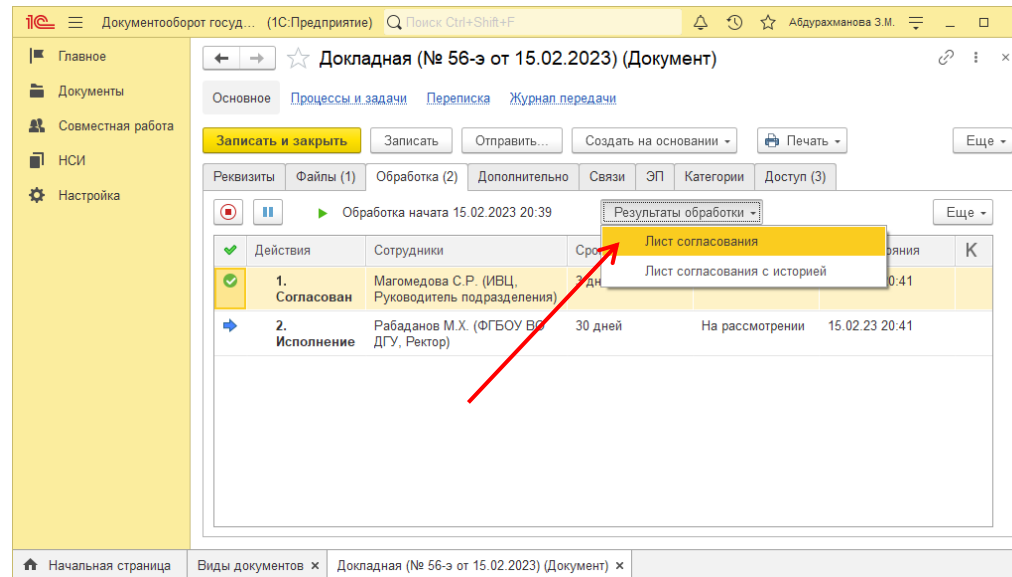 1С Документооборот госуд... (1С:Предприятие) Поиск Ctrl+Shift+F Абдурахманова З.М.
Главное
Документы
Совместная работа
НСИ
Настройка
Докладная (№ 56-э от 15.02.2023) (Документ)
Основное Процессы и задачи Переписка Журнал передачи
Записать и закрыть Записать Отправить... Создать на основании Печать Еще
Реквизиты Файлы (1) Обработка (2) Дополнительно Связи ЭП Категории Доступ (3)
Обработка начата 15.02.2023 20:39 Результаты обработки Еще
Лист согласования
Лист согласования с историей
Действия Сотрудники Сро ояния К
1. Согласован Магомедова С.Р. (ИВЦ, 3 дн 0:41
Руководитель подразделения)
2. Рабаданов М.Х. (ФГБОУ ВО 30 дней На рассмотрении 15.02.23 20:41
Исполнение ДГУ, Ректор)
Начальная страница Виды документов × Докладная (№ 56-э от 15.02.2023) (Документ) ×